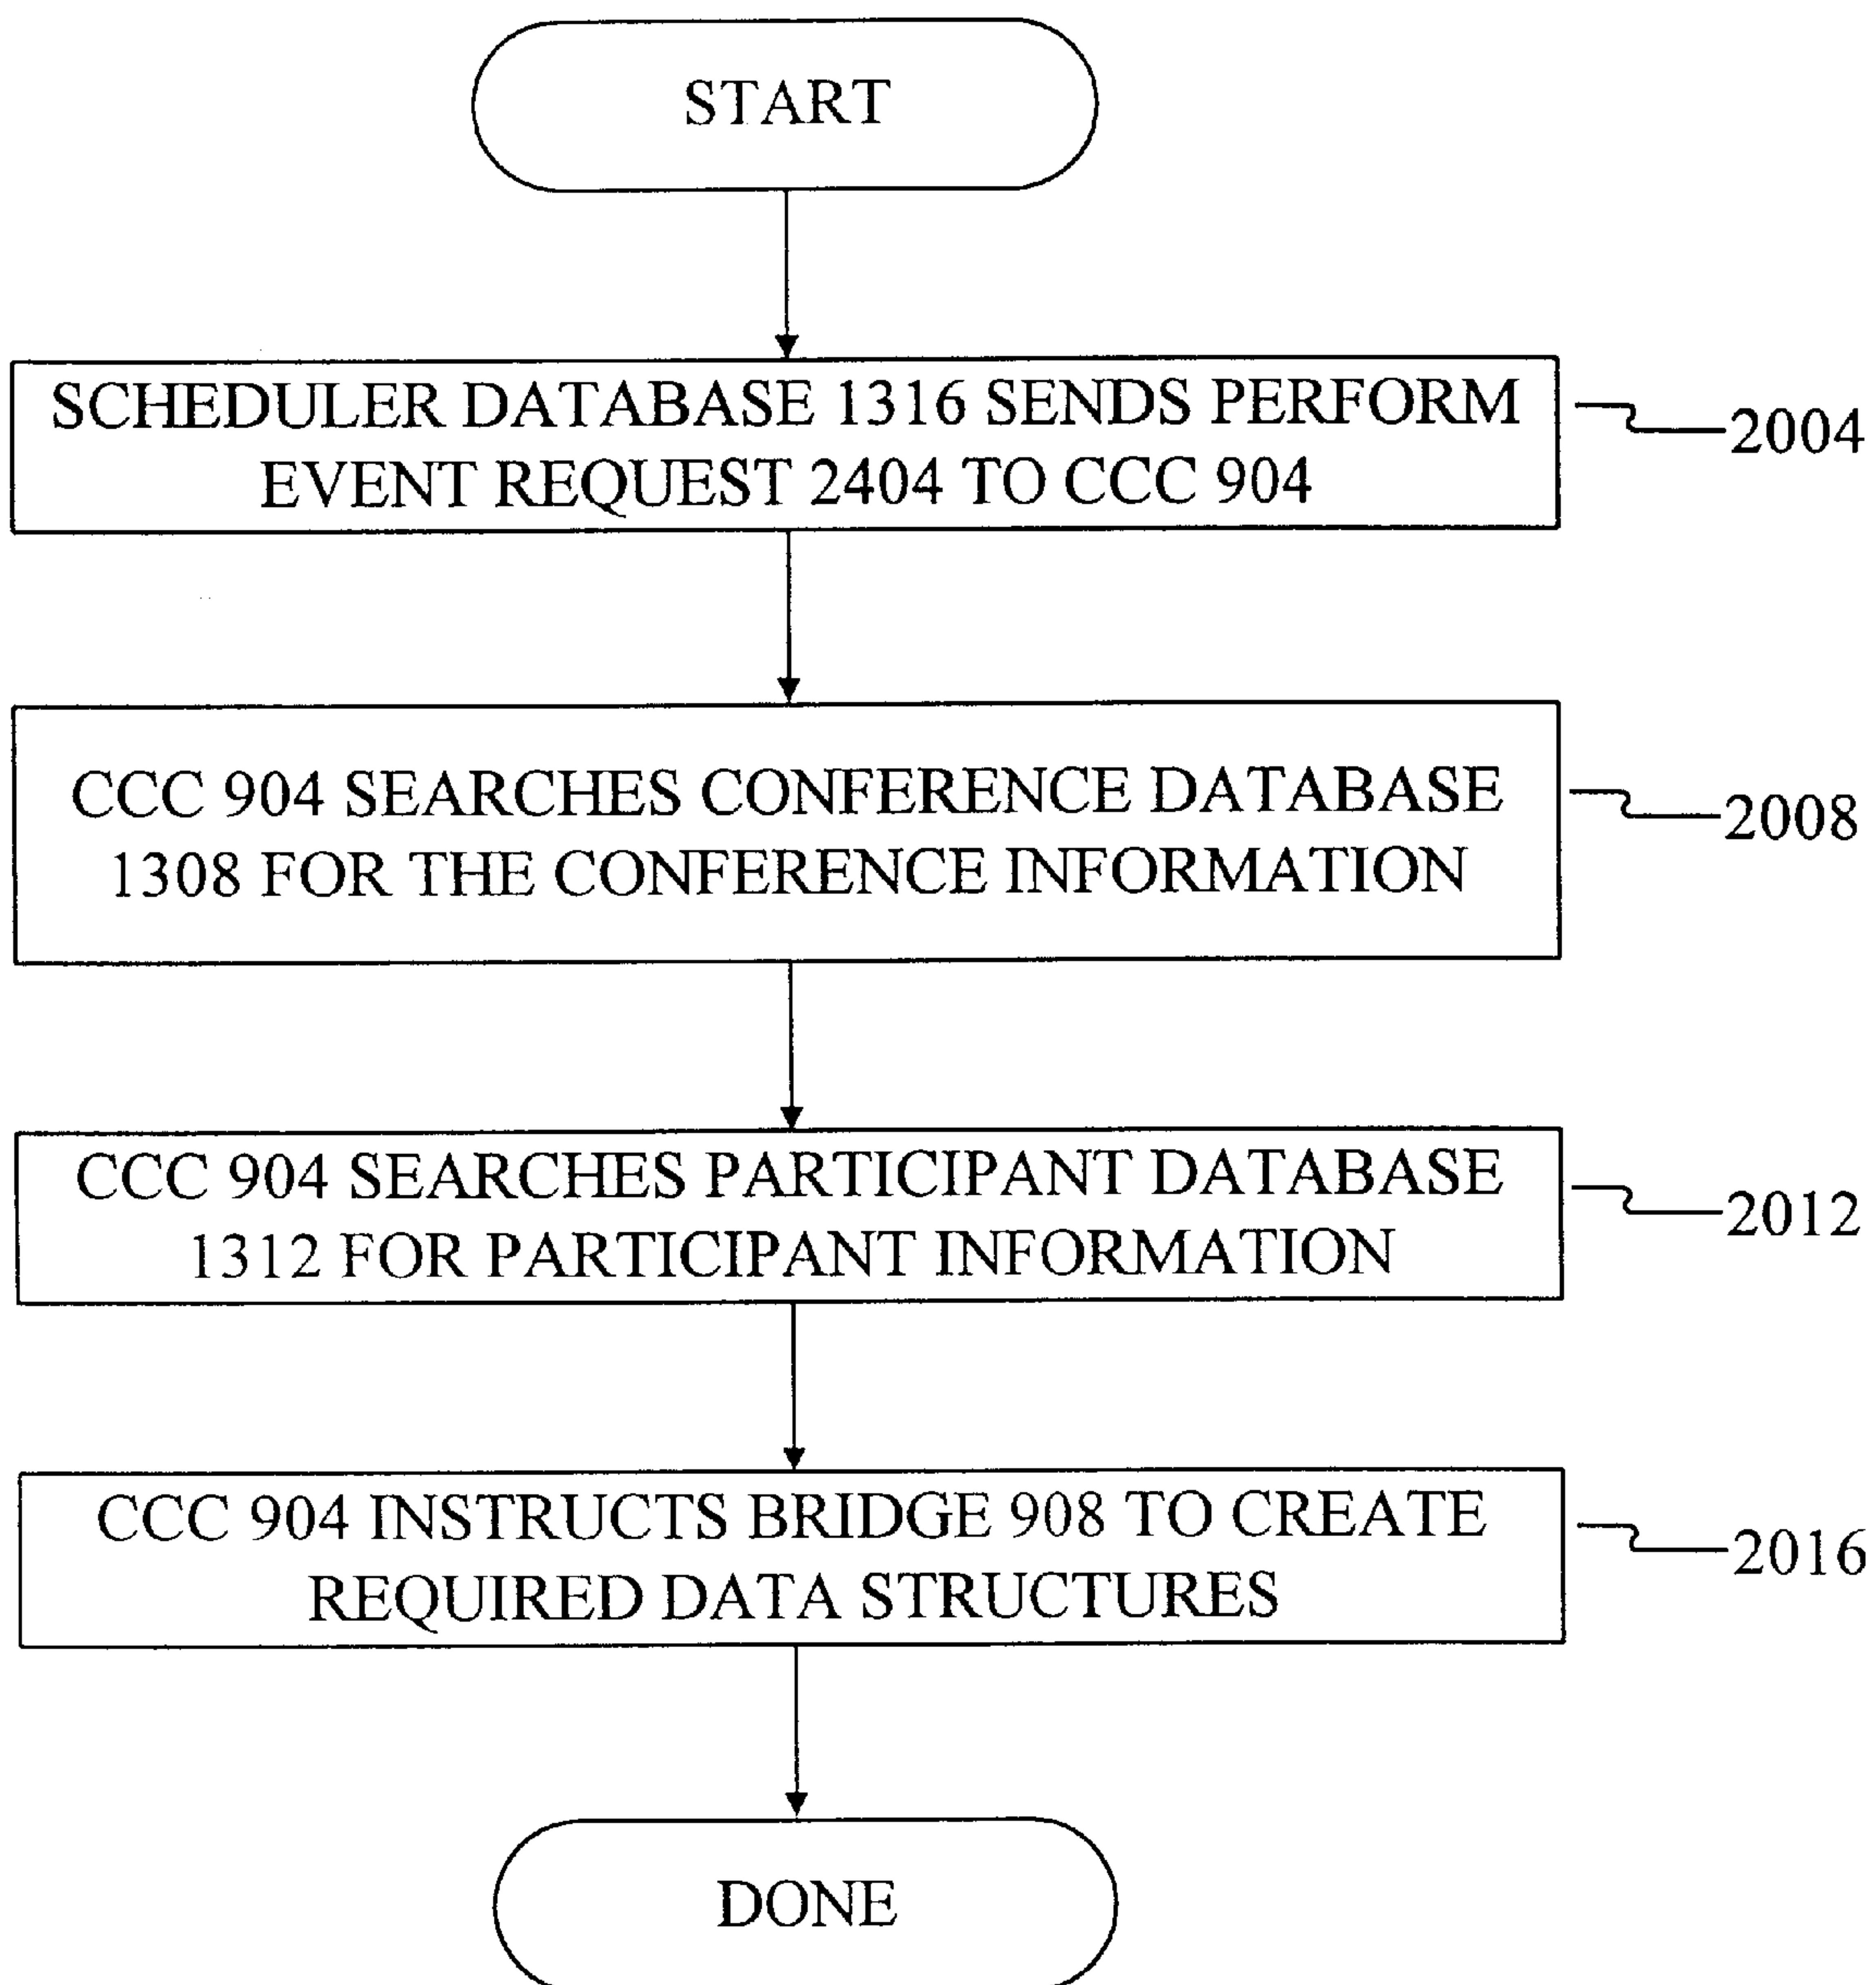 START
SCHEDULER DATABASE 1316 SENDS PERFORM
EVENT REQUEST 2404 TO CCC 904
2004
CCC 904 SEARCHES CONFERENCE DATABASE
1308 FOR THE CONFERENCE INFORMATION
2008
CCC 904 SEARCHES PARTICIPANT DATABASE
1312 FOR PARTICIPANT INFORMATION
2012
CCC 904 INSTRUCTS BRIDGE 908 TO CREATE
REQUIRED DATA STRUCTURES
2016
DONE